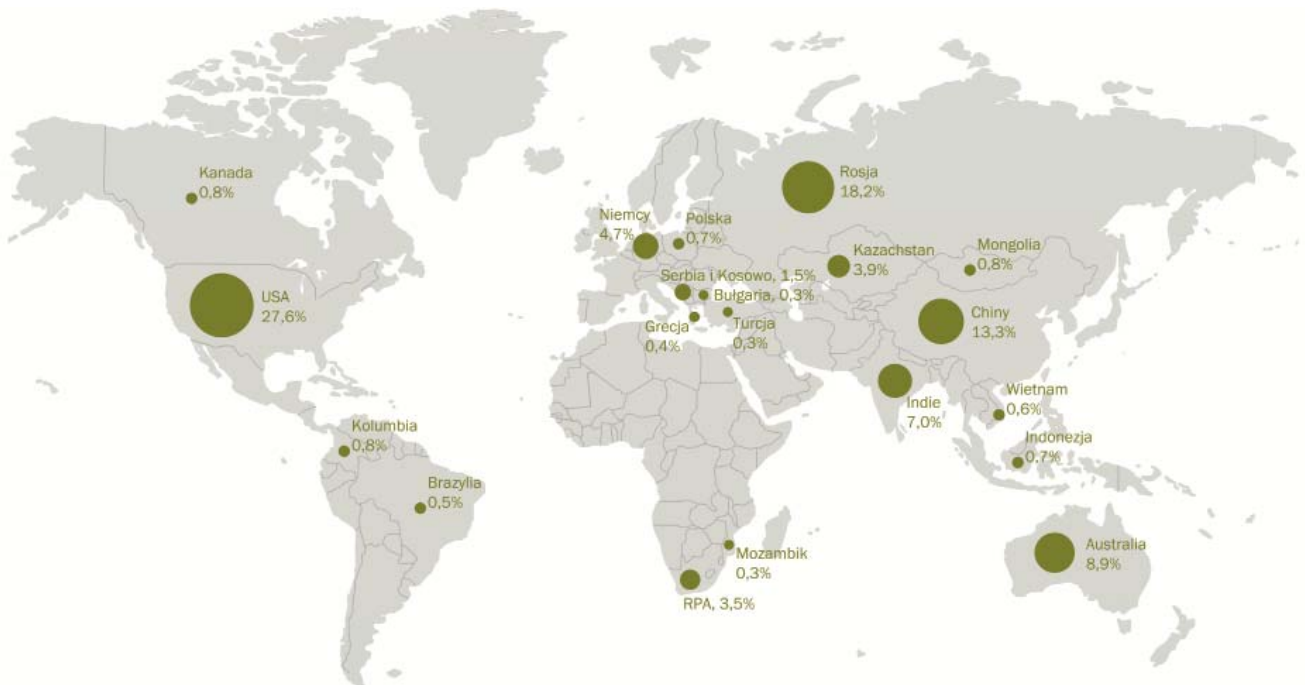 Kanada
0,8%
Rosja
18,2%
Niemcy
4,7%
Polska
0,7%
Kazachstan
3,9%
Mongolia
0,8%
Serbia i Kosowo, 1,5%
Bułgaria, 0,3%
USA
27,6%
Chiny
13,3%
Grecja
0,4%
Turcja
0,3%
Indie
7,0%
Wietnam
0,6%
Kolumbia
0,8%
Indonezja
0,7%
Brazylia
0,5%
Mozambik
0,3%
Australia
8,9%
RPA, 3,5%